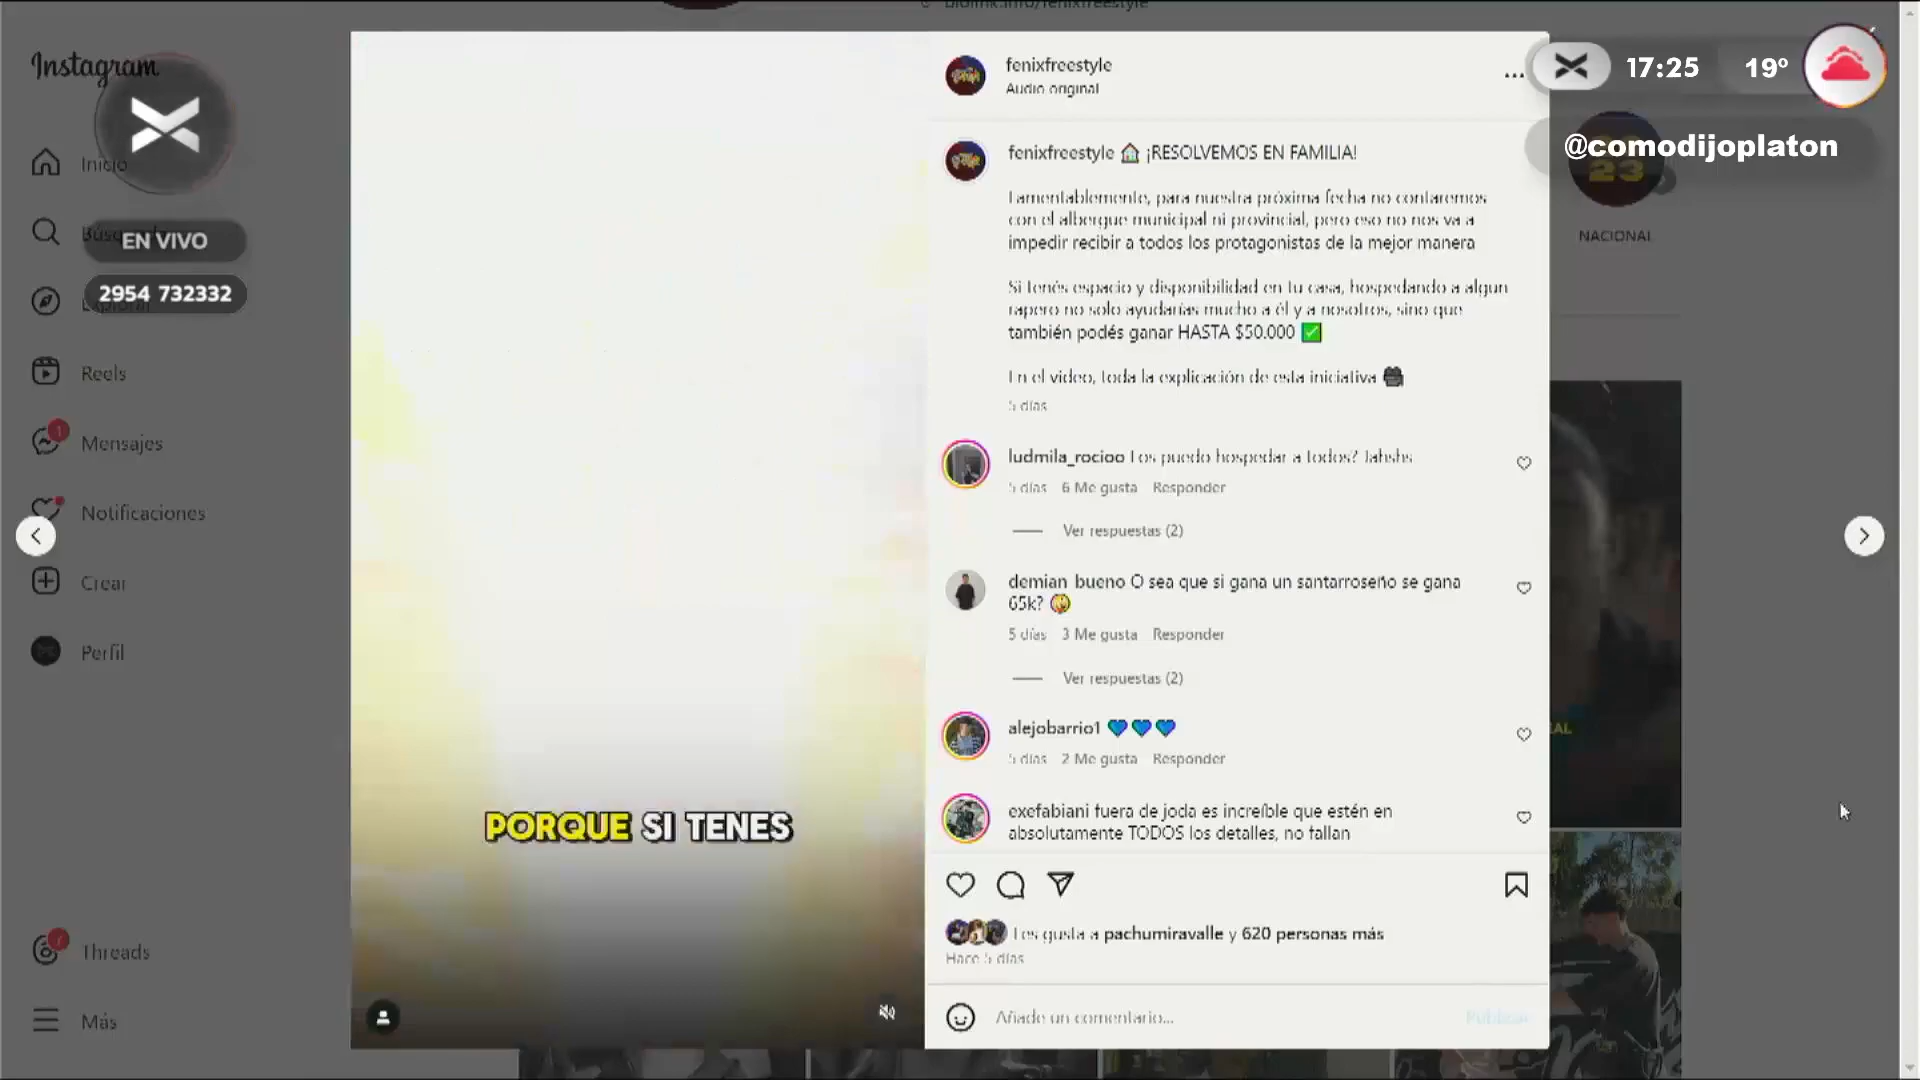 biolink.info/fenixfreestyle
Instagram
Inicio
EN VIVO
2954 732332
Reels
1
Mensajes
Notificaciones
Crear
Perfil
Threads
Más
PORQUE SI TENES
fenixfreestyle
Audio original
fenixfreestyle 🏠 ¡RESOLVEMOS EN FAMILIA!
Lamentablemente, para nuestra próxima fecha no contaremos
con el albergue municipal ni provincial, pero eso no nos va a
impedir recibir a todos los protagonistas de la mejor manera
Si tenés espacio y disponibilidad en tu casa, hospedando a algun
rapero no solo ayudarías mucho a él y a nosotros, sino que
también podés ganar HASTA $50.000 ✅
En el video, toda la explicación de esta iniciativa 🎥
5 días
ludmila_rocioo Los puedo hospedar a todos? Jahshs
5 días 6 Me gusta Responder
Ver respuestas (2)
demian_bueno O sea que si gana un santarroseño se gana
65k? 🤪
5 días 3 Me gusta Responder
Ver respuestas (2)
alejobarrio1 💙💙💙
5 días 2 Me gusta Responder
exefabiani fuera de joda es increíble que estén en
absolutamente TODOS los detalles, no fallan
Les gusta a pachumiravalle y 620 personas más
Hace 5 días
Añade un comentario...
Publicar
17:25
19º
@comodijoplaton
23
NACIONAL